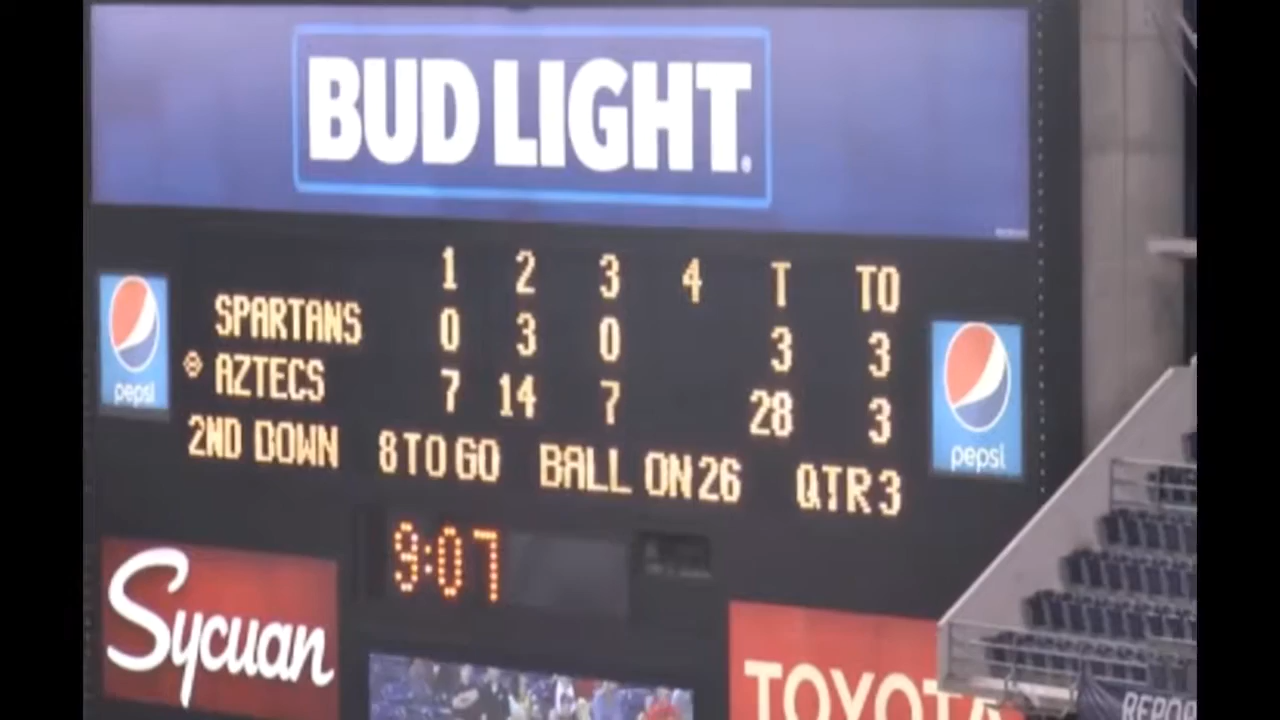 BUD LIGHT.
1 2 3 4 T TO
SPARTANS 0 3 0 3 3
AZTECS 7 14 7 28 3
2ND DOWN 8 TO GO BALL ON 26 QTR 3
pepsi
pepsi
9:07
Sycuan
TOYOTA